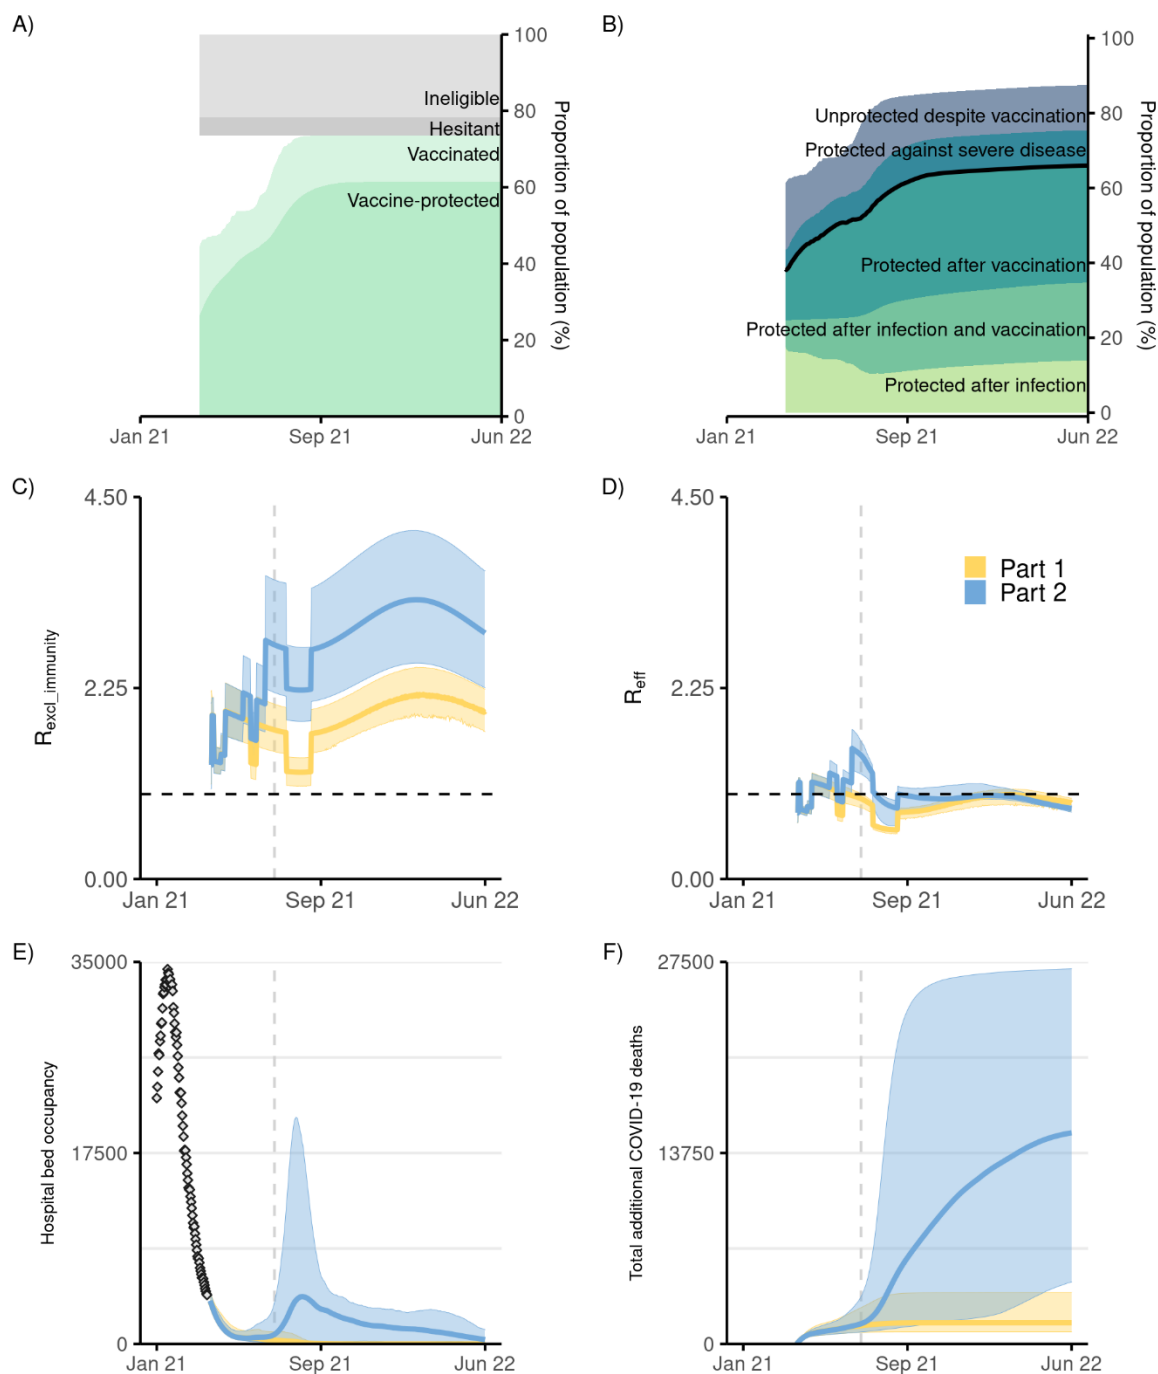 A)
100
80
60
40
20
0
Ineligible
Hesitant
Vaccinated
Vaccine-protected
Proportion of population (%)
Jan 21
Sep 21
Jun 22
B)
100
80
60
40
20
0
Unprotected despite vaccination
Protected against severe disease
Protected after vaccination
Protected after infection and vaccination
Protected after infection
Proportion of population (%)
Jan 21
Sep 21
Jun 22
C)
4.50
2.25
0.00
R_excl_immunity
Jan 21
Sep 21
Jun 22
D)
4.50
2.25
0.00
R_eff
Part 1
Part 2
Jan 21
Sep 21
Jun 22
E)
35000
17500
0
Hospital bed occupancy
Jan 21
Sep 21
Jun 22
F)
27500
13750
0
Total additional COVID-19 deaths
Jan 21
Sep 21
Jun 22